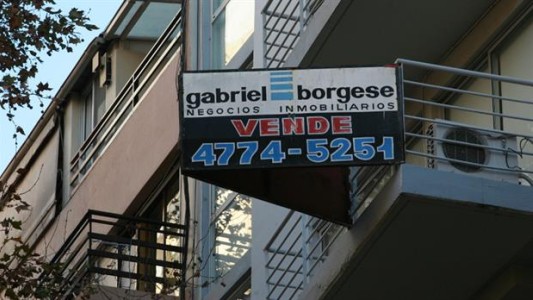 gabriel borgese
NEGOCIOS INMOBILIARIOS
VENDE
4774-5251